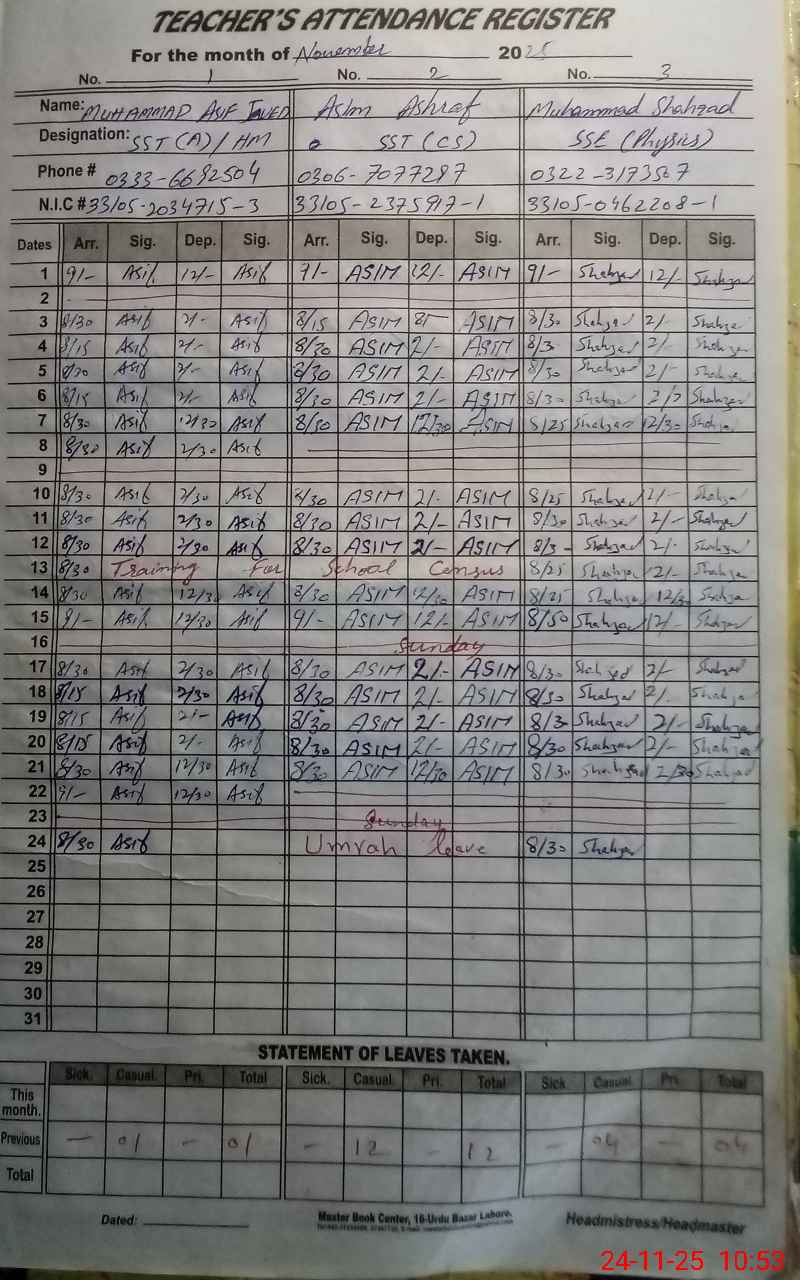 TEACHER'S ATTENDANCE REGISTER
For the month of November 2025
No. 1 No. 2 No. 3
Name: MUHAMMAD ASIF JAVED Asim Ashraf Muhammad Shahzad
Designation: SST (A) / HM SST (CS) SSE (Physics)
Phone # 0333-6692504 0306-7077287 0322-3173567
N.I.C # 33105-2034715-3 33105-2375917-1 33105-0462208-1
Dates Arr. Sig. Dep. Sig. Arr. Sig. Dep. Sig. Arr. Sig. Dep. Sig.
1 9/- Asif 12/- Asif 9/- ASIM 12/- ASIM 9/- Shahzad 12/- Shahzad
2
3 8/30 Asif 2/- Asif 8/15 ASIM ASIM 8/30 Shahzad 2/- Shahzad
4 8/15 Asif 2/- Asif 8/30 ASIM 2/- ASIM 8/3 Shahzad 2/- Shahzad
5 8/30 Asif 2/- Asif 8/30 ASIM 2/- ASIM 8/30 Shahzad 2/- Shahzad
6 8/15 Asif 2/- Asif 8/30 ASIM 2/- ASIM 8/30 Shahzad Shahzad
7 8/30 Asif 12/30 Asif 8/30 ASIM 12/30 ASIM 8/25 Shahzad 12/30 Shahzad
8 8/30 Asif 2/30 Asif
9
10 8/30 Asif 2/30 Asif 8/30 ASIM 2/- ASIM 8/25 Shahzad 2/- Shahzad
11 8/30 Asif 2/30 Asif 8/30 ASIM 2/- ASIM 8/30 Shahzad 2/- Shahzad
12 8/30 Asif 2/30 Asif 8/30 ASIM 2/- ASIM 8/3- Shahzad 2/- Shahzad
13 8/30 Training For School Census 8/25 Shahzad 2/- Shahzad
14 8/30 Asif 12/30 Asif 8/30 ASIM 12/30 ASIM 8/25 Shahzad 12/30 Shahzad
15 9/- Asif 12/30 Asif 9/- ASIM 12/- ASIM 8/50 Shahzad 12/- Shahzad
16 Sunday
17 8/30 Asif 2/30 Asif 8/30 ASIM 2/- ASIM 8/30 Shahzad 2/- Shahzad
18 8/15 Asif 2/30 Asif 8/30 ASIM 2/- ASIM 8/30 Shahzad 2/- Shahzad
19 8/15 Asif 2/- Asif 8/30 ASIM 2/- ASIM 8/3- Shahzad 2/- Shahzad
20 8/15 Asif 2/- Asif 8/30 ASIM 2/- ASIM 8/30 Shahzad 2/- Shahzad
21 8/30 Asif 12/30 Asif 8/30 ASIM 12/30 ASIM 8/30 Shahzad 2/30 Shahzad
22 9/- Asif 12/30 Asif
23 Sunday
24 8/30 Asif Umrah leave 8/30 Shahzad
25
26
27
28
29
30
31
STATEMENT OF LEAVES TAKEN.
Sick. Casual. Pri. Total Sick. Casual. Pri. Total Sick. Casual. Pri. Total
This month.
Previous - 01 - 01 - 12 - 12 - 04 - 04
Total
Dated: Master Book Center, 16-Urdu Bazar Lahore. Headmistress/Headmaster
24-11-25 10:53